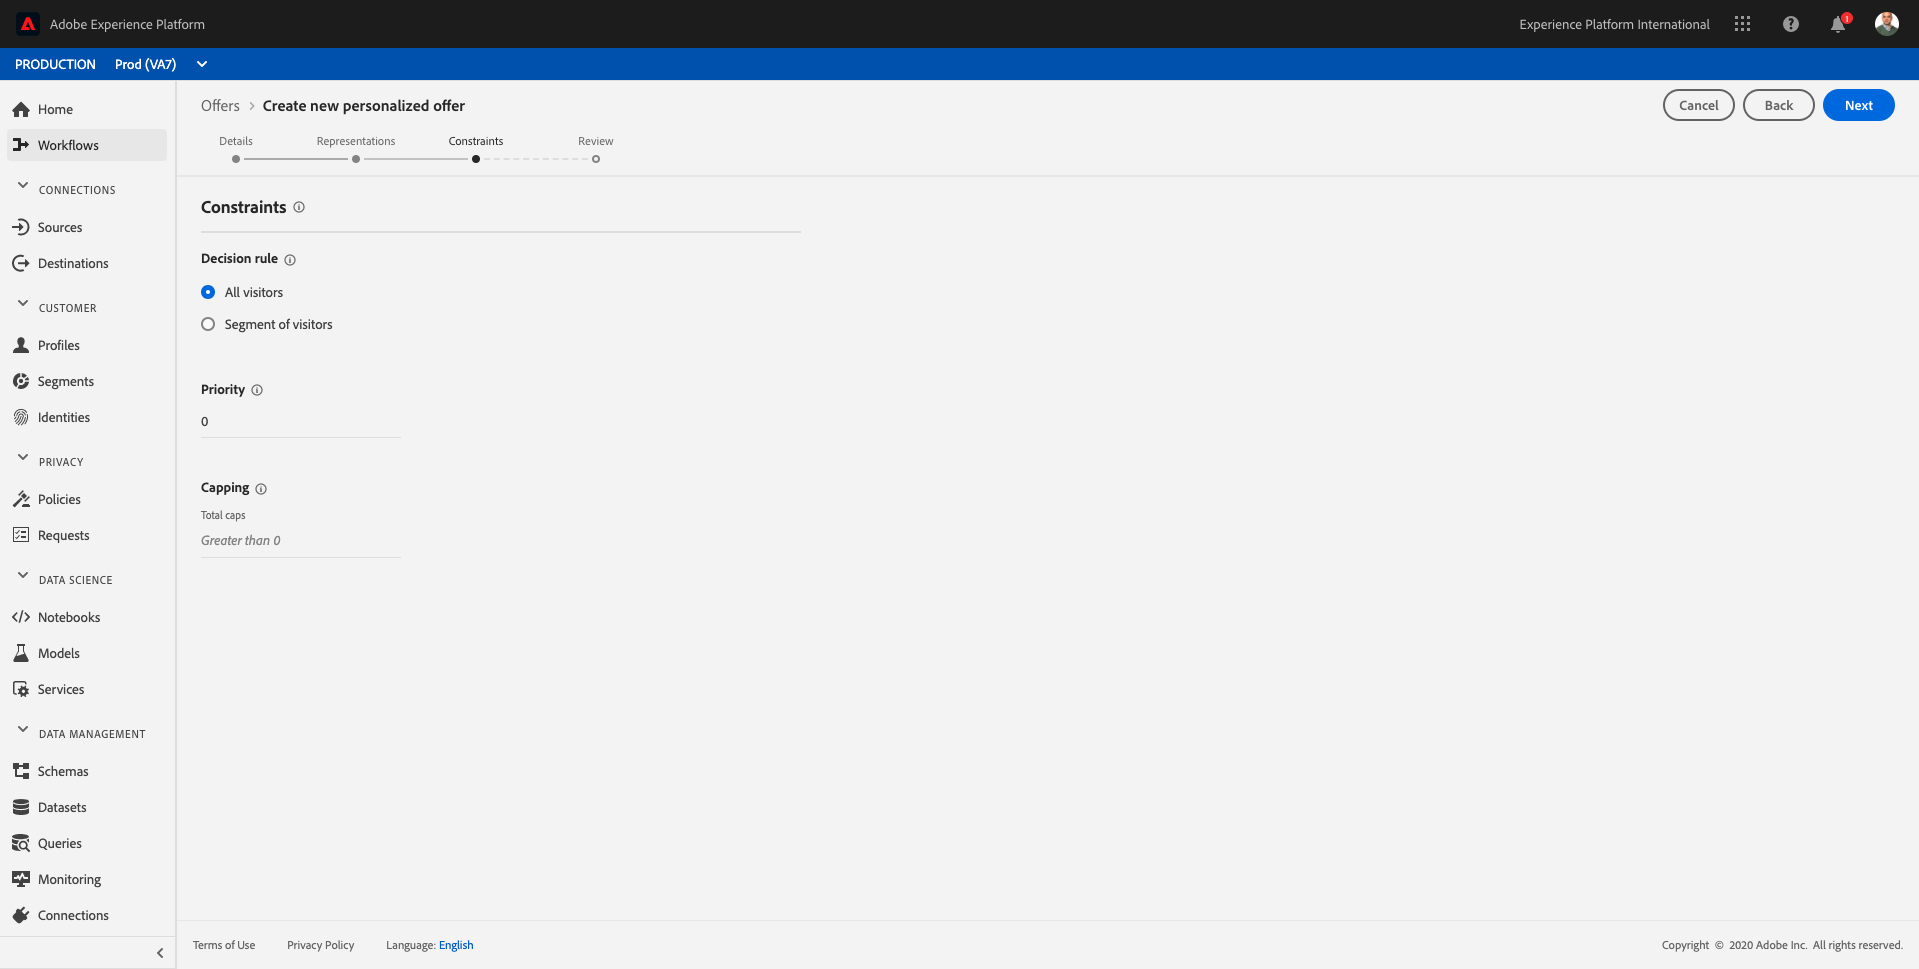 Adobe Experience Platform
Experience Platform International
1
PRODUCTION Prod (VA7)
Home
Workflows
CONNECTIONS
Sources
Destinations
CUSTOMER
Profiles
Segments
Identities
PRIVACY
Policies
Requests
DATA SCIENCE
Notebooks
Models
Services
DATA MANAGEMENT
Schemas
Datasets
Queries
Monitoring
Connections
Offers > Create new personalized offer
Cancel Back Next
Details Representations Constraints Review
Constraints
Decision rule
All visitors
Segment of visitors
Priority
0
Capping
Total caps
Greater than 0
Terms of Use Privacy Policy Language: English
Copyright © 2020 Adobe Inc. All rights reserved.